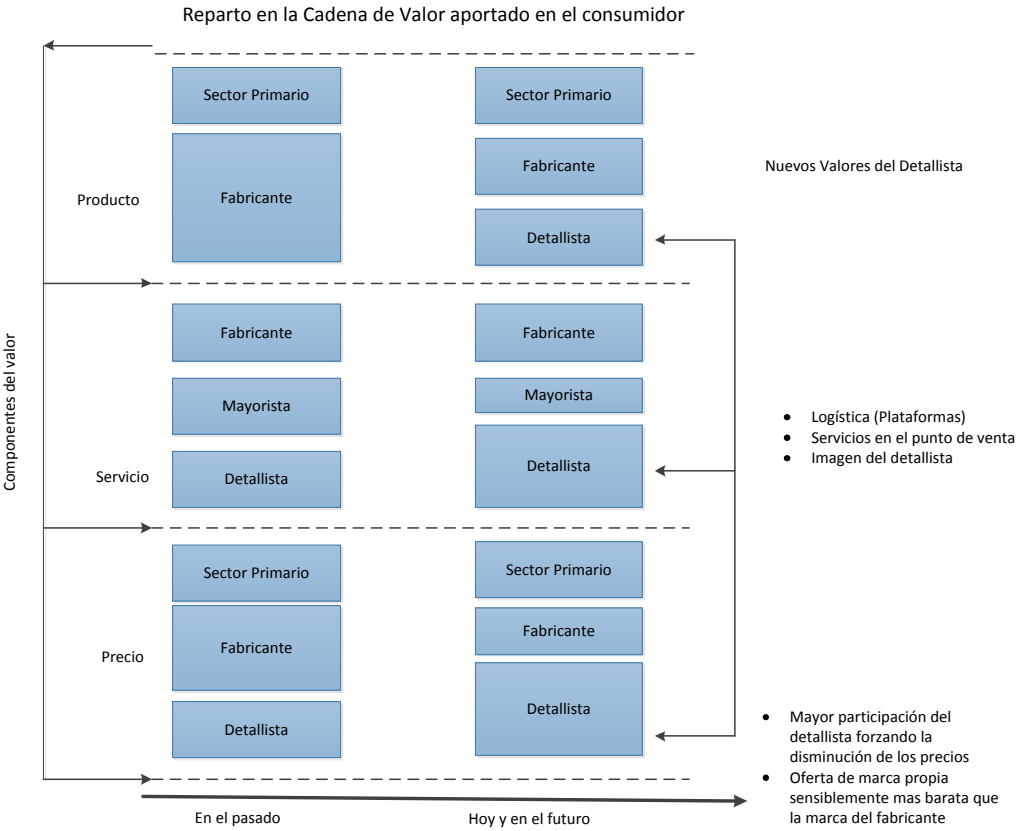 Reparto en la Cadena de Valor aportado en el consumidor
Componentes del valor
Producto
Sector Primario
Fabricante
Sector Primario
Fabricante
Detallista
Nuevos Valores del Detallista
Servicio
Fabricante
Mayorista
Detallista
Fabricante
Mayorista
Detallista
• Logística (Plataformas)
• Servicios en el punto de venta
• Imagen del detallista
Precio
Sector Primario
Fabricante
Detallista
Sector Primario
Fabricante
Detallista
• Mayor participación del
detallista forzando la
disminución de los precios
• Oferta de marca propia
sensiblemente mas barata que
la marca del fabricante
En el pasado
Hoy y en el futuro